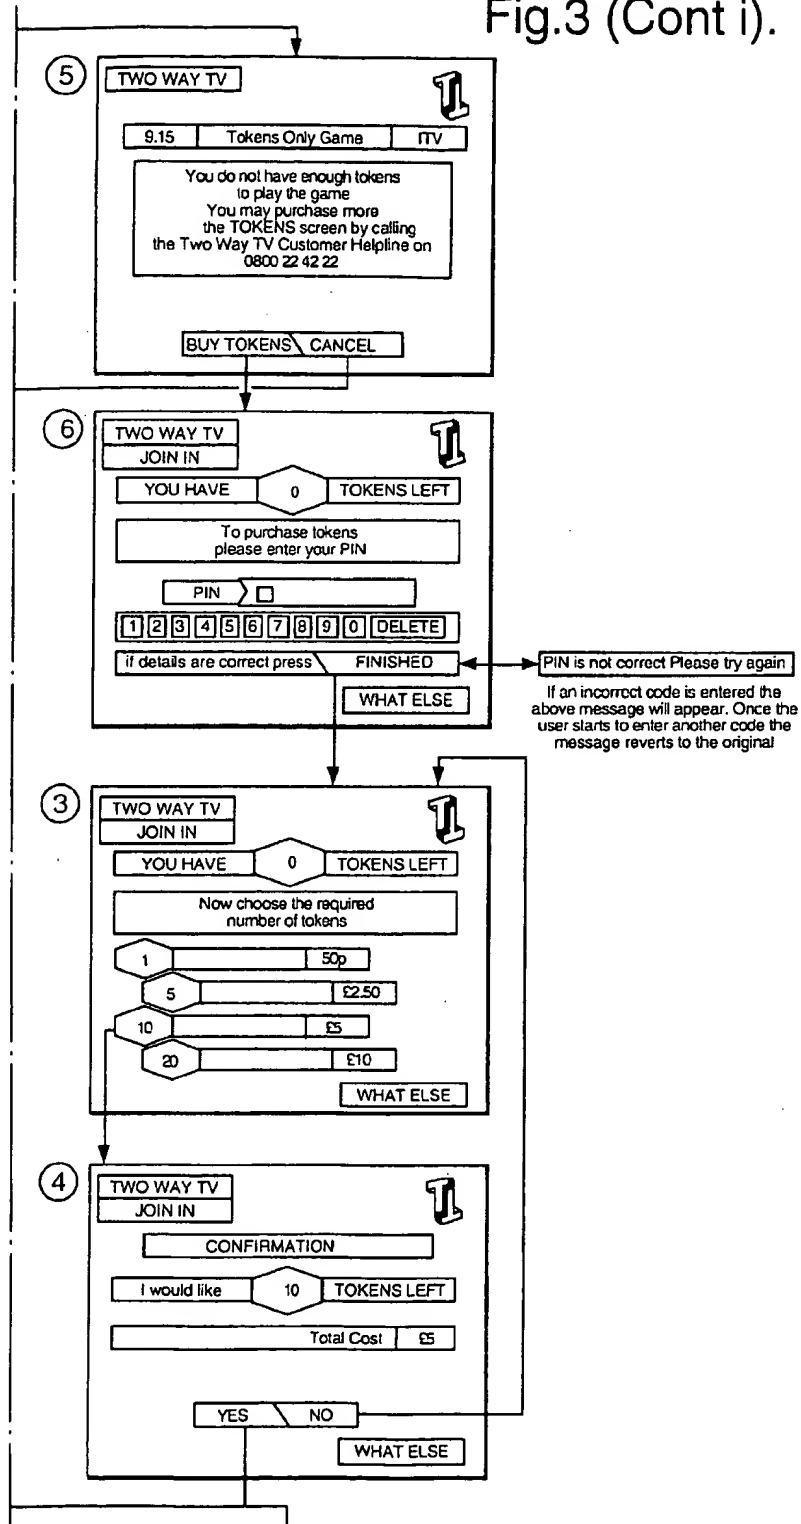 Fig.3 (Cont i).
5
TWO WAY TV
9.15 Tokens Only Game ITV
You do not have enough tokens
to play the game
You may purchase more
the TOKENS screen by calling
the Two Way TV Customer Helpline on
0800 22 42 22
BUY TOKENS CANCEL
6
TWO WAY TV
JOIN IN
YOU HAVE 0 TOKENS LEFT
To purchase tokens
please enter your PIN
PIN
1 2 3 4 5 6 7 8 9 0 DELETE
if details are correct press FINISHED
PIN is not correct Please try again
If an incorrect code is entered the
above message will appear. Once the
user starts to enter another code the
message reverts to the original
WHAT ELSE
3
TWO WAY TV
JOIN IN
YOU HAVE 0 TOKENS LEFT
Now choose the required
number of tokens
1 50p
5 £2.50
10 £5
20 £10
WHAT ELSE
4
TWO WAY TV
JOIN IN
CONFIRMATION
I would like 10 TOKENS LEFT
Total Cost £5
YES NO
WHAT ELSE